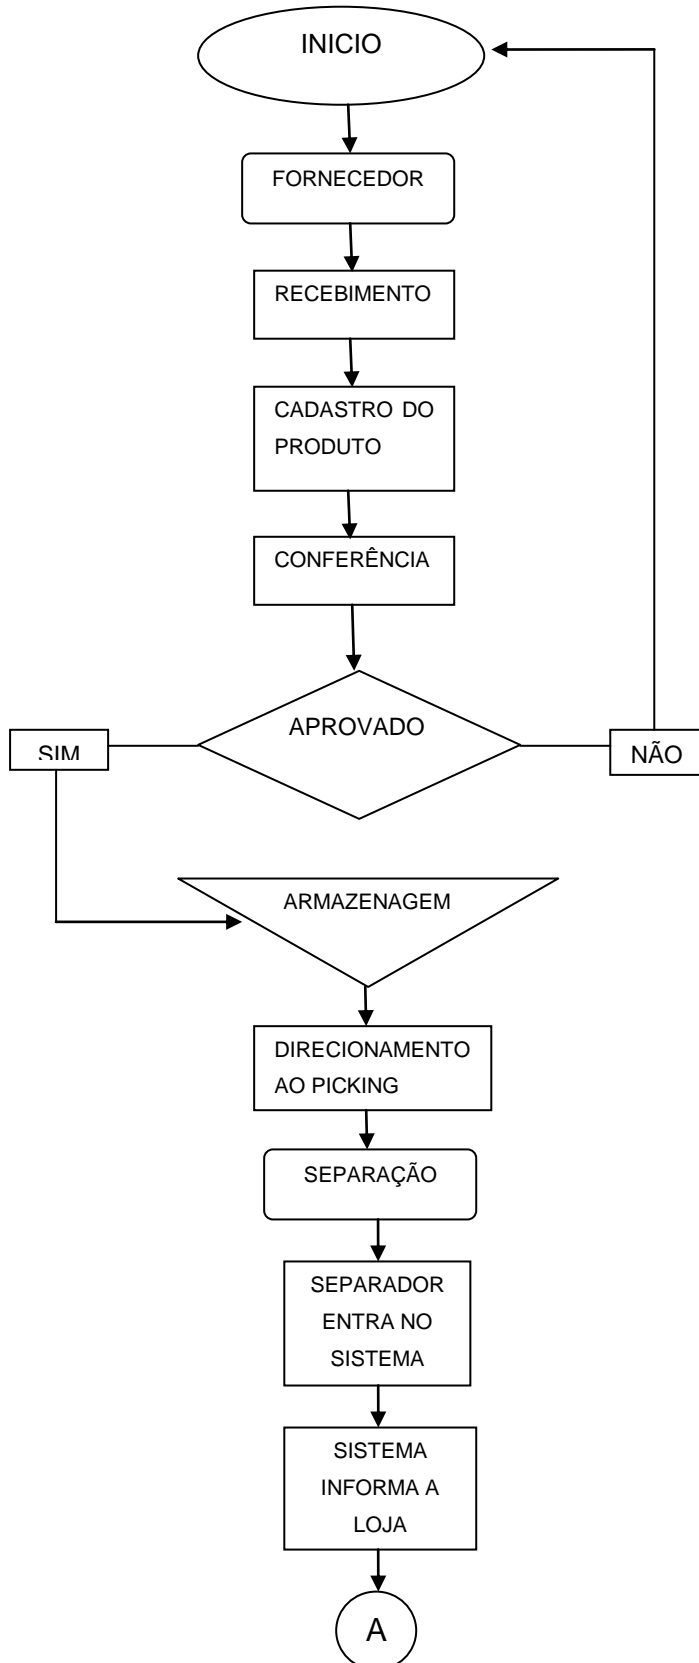 INICIO
FORNECEDOR
RECEBIMENTO
CADASTRO DO
PRODUTO
CONFERÊNCIA
APROVADO
SIM
NÃO
ARMAZENAGEM
DIRECIONAMENTO
AO PICKING
SEPARAÇÃO
SEPARADOR
ENTRA NO
SISTEMA
SISTEMA
INFORMA A
LOJA
A